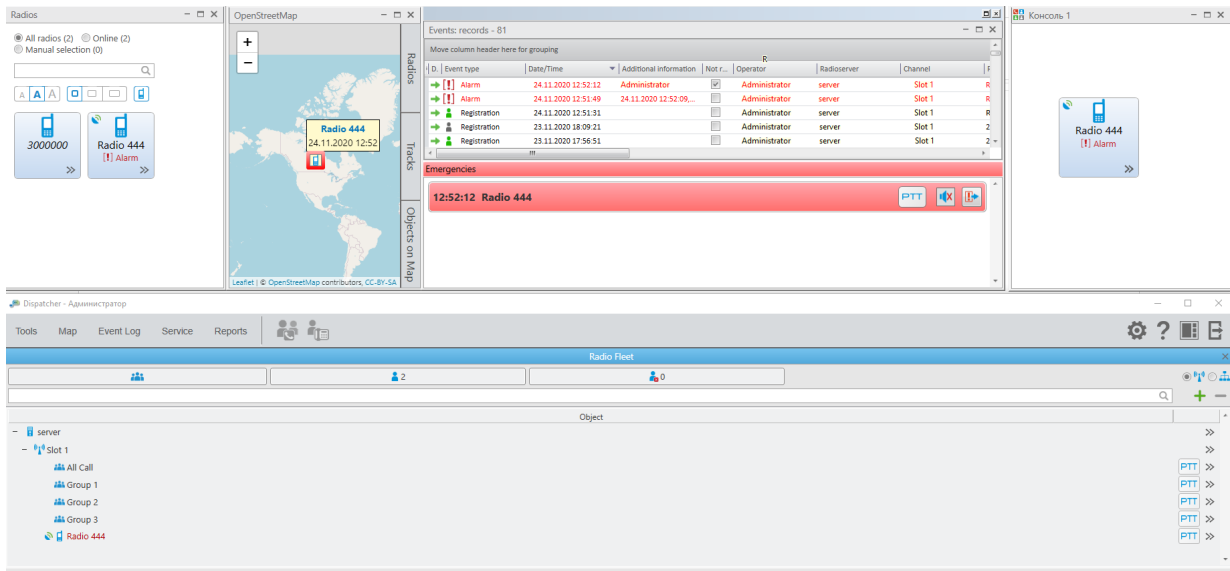 Radios
All radios (2) Online (2)
Manual selection (0)
A A A
3000000
Radio 444
[!] Alarm
OpenStreetMap
+
−
Radio 444
24.11.2020 12:52
Leaflet | © OpenStreetMap contributors, CC-BY-SA
Radios
Tracks
Objects on Map
Events: records - 81
Move column header here for grouping
R
D. Event type Date/Time Additional information Not r... Operator Radioserver Channel
[!] Alarm 24.11.2020 12:52:12 Administrator Administrator server Slot 1 R
[!] Alarm 24.11.2020 12:51:49 24.11.2020 12:52:09,... Administrator server Slot 1 R
Registration 24.11.2020 12:51:31 Administrator server Slot 1 R
Registration 23.11.2020 18:09:21 Administrator server Slot 1 2
Registration 23.11.2020 17:56:51 Administrator server Slot 1 2
Emergencies
12:52:12 Radio 444 PTT
Консоль 1
Radio 444
[!] Alarm
Dispatcher - Администратор
Tools Map Event Log Service Reports
Radio Fleet
2
0
Object
server
Slot 1
All Call PTT
Group 1 PTT
Group 2 PTT
Group 3 PTT
Radio 444 PTT